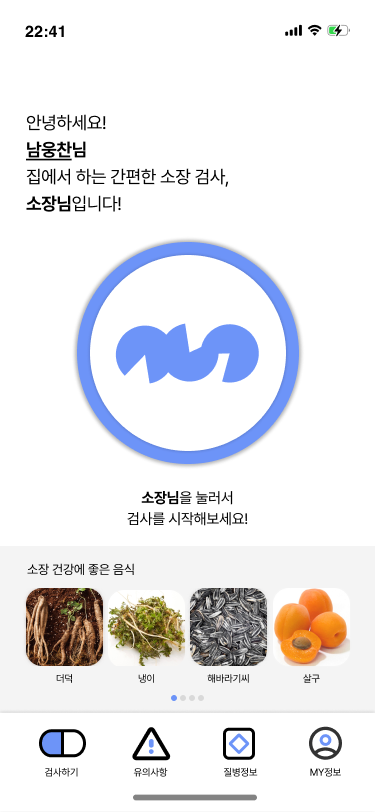 22:41
안녕하세요!
남웅찬님
집에서 하는 간편한 소장 검사,
소장님입니다!
소장님을 눌러서
검사를 시작해보세요!
소장 건강에 좋은 음식
더덕 냉이 해바라기씨 살구
검사하기 유의사항 질병정보 MY정보